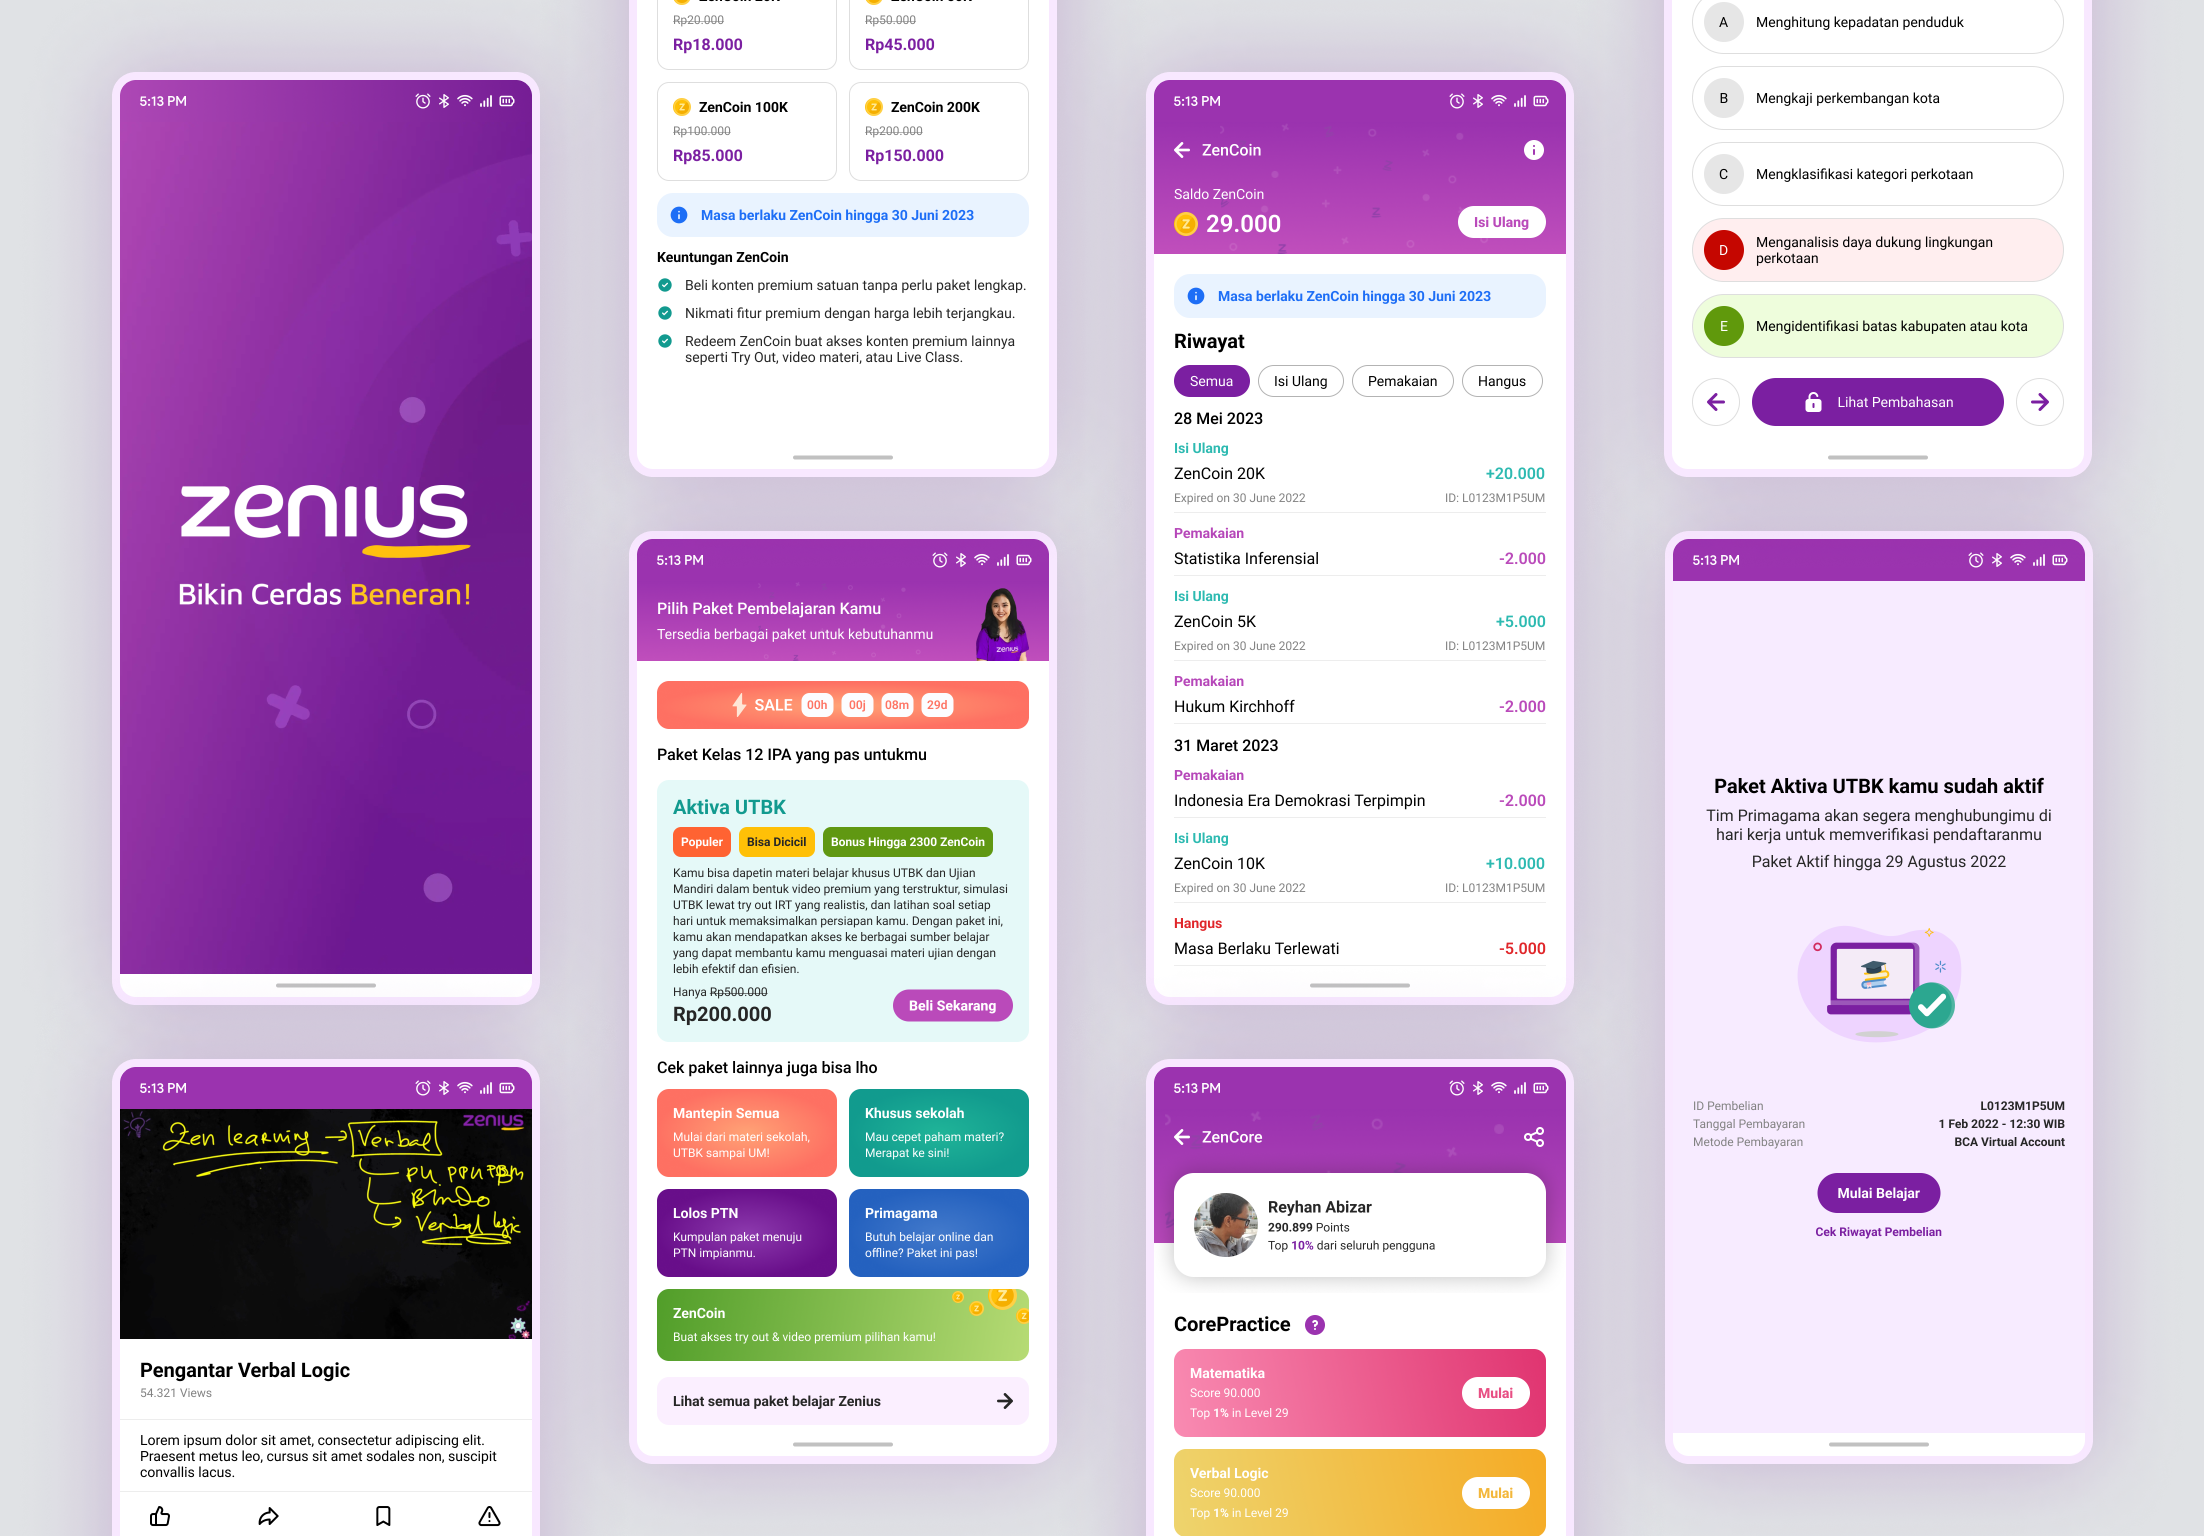 5:13 PM
zenius
Bikin Cerdas Beneran!
5:13 PM
zenius
Zen learning → Verbal
PU. PPU PBM
B.Indo
Verbal logic
Pengantar Verbal Logic
54.321 Views
Lorem ipsum dolor sit amet, consectetur adipiscing elit.
Praesent metus leo, cursus sit amet sodales non, suscipit
convallis lacus.
Rp20.000
Rp50.000
Rp18.000
Rp45.000
Z ZenCoin 100K
Z ZenCoin 200K
Rp100.000
Rp200.000
Rp85.000
Rp150.000
Masa berlaku ZenCoin hingga 30 Juni 2023
Keuntungan ZenCoin
Beli konten premium satuan tanpa perlu paket lengkap.
Nikmati fitur premium dengan harga lebih terjangkau.
Redeem ZenCoin buat akses konten premium lainnya
seperti Try Out, video materi, atau Live Class.
5:13 PM
Pilih Paket Pembelajaran Kamu
Tersedia berbagai paket untuk kebutuhanmu
zenius
SALE 00h 00j 08m 29d
Paket Kelas 12 IPA yang pas untukmu
Aktiva UTBK
Populer Bisa Dicicil Bonus Hingga 2300 ZenCoin
Kamu bisa dapetin materi belajar khusus UTBK dan Ujian
Mandiri dalam bentuk video premium yang terstruktur, simulasi
UTBK lewat try out IRT yang realistis, dan latihan soal setiap
hari untuk memaksimalkan persiapan kamu. Dengan paket ini,
kamu akan mendapatkan akses ke berbagai sumber belajar
yang dapat membantu kamu menguasai materi ujian dengan
lebih efektif dan efisien.
Hanya Rp500.000
Rp200.000
Beli Sekarang
Cek paket lainnya juga bisa lho
Mantepin Semua
Mulai dari materi sekolah,
UTBK sampai UM!
Khusus sekolah
Mau cepet paham materi?
Merapat ke sini!
Lolos PTN
Kumpulan paket menuju
PTN impianmu.
Primagama
Butuh belajar online dan
offline? Paket ini pas!
ZenCoin
Buat akses try out & video premium pilihan kamu!
Lihat semua paket belajar Zenius
5:13 PM
ZenCoin
Saldo ZenCoin
Z 29.000
Isi Ulang
Masa berlaku ZenCoin hingga 30 Juni 2023
Riwayat
Semua Isi Ulang Pemakaian Hangus
28 Mei 2023
Isi Ulang
ZenCoin 20K +20.000
Expired on 30 June 2022 ID: L0123M1P5UM
Pemakaian
Statistika Inferensial -2.000
Isi Ulang
ZenCoin 5K +5.000
Expired on 30 June 2022 ID: L0123M1P5UM
Pemakaian
Hukum Kirchhoff -2.000
31 Maret 2023
Pemakaian
Indonesia Era Demokrasi Terpimpin -2.000
Isi Ulang
ZenCoin 10K +10.000
Expired on 30 June 2022 ID: L0123M1P5UM
Hangus
Masa Berlaku Terlewati -5.000
5:13 PM
ZenCore
Reyhan Abizar
290.899 Points
Top 10% dari seluruh pengguna
CorePractice ?
Matematika
Score 90.000
Top 1% in Level 29
Mulai
Verbal Logic
Score 90.000
Top 1% in Level 29
Mulai
A Menghitung kepadatan penduduk
B Mengkaji perkembangan kota
C Mengklasifikasi kategori perkotaan
D Menganalisis daya dukung lingkungan
perkotaan
E Mengidentifikasi batas kabupaten atau kota
Lihat Pembahasan
5:13 PM
Paket Aktiva UTBK kamu sudah aktif
Tim Primagama akan segera menghubungimu di
hari kerja untuk memverifikasi pendaftaranmu
Paket Aktif hingga 29 Agustus 2022
ID Pembelian L0123M1P5UM
Tanggal Pembayaran 1 Feb 2022 - 12:30 WIB
Metode Pembayaran BCA Virtual Account
Mulai Belajar
Cek Riwayat Pembelian